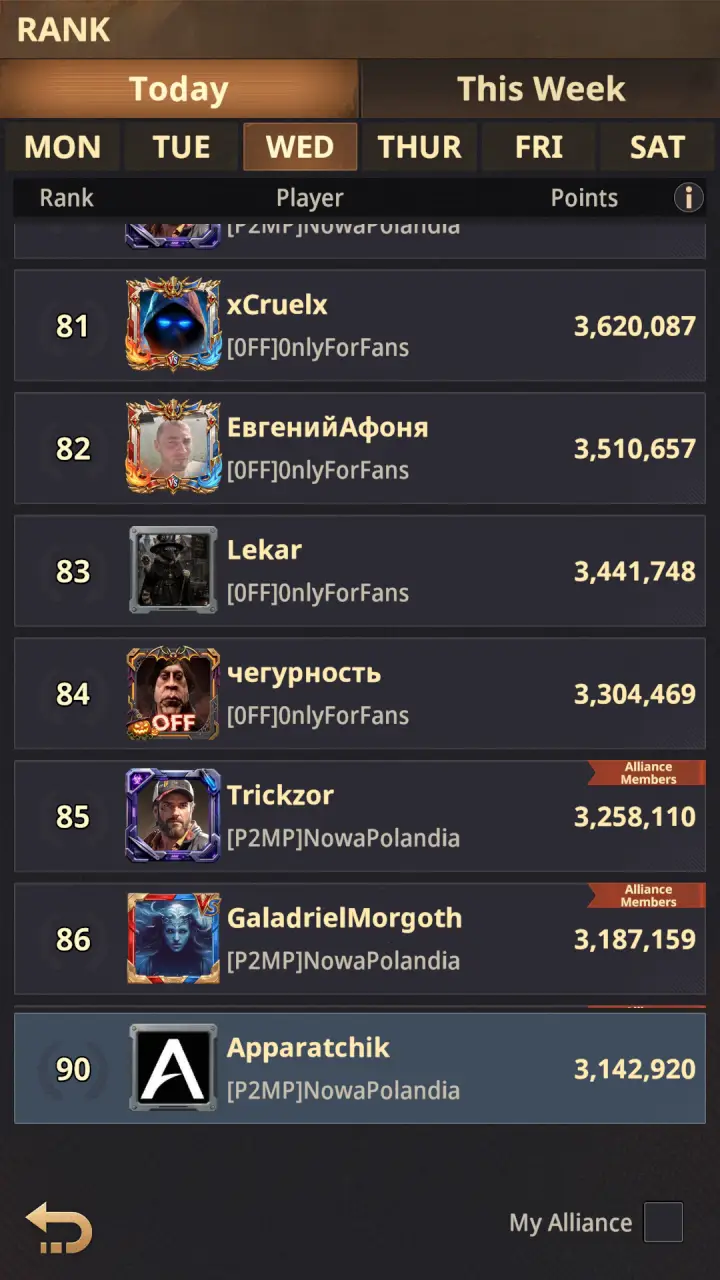 RANK
Today
This Week
MON
TUE
WED
THUR
FRI
SAT
Rank
Player
Points
i
[P2MP]NowaPolandia
81
xCruelx
[0FF]0nlyForFans
3,620,087
82
ЕвгенийАфоня
[0FF]0nlyForFans
3,510,657
83
Lekar
[0FF]0nlyForFans
3,441,748
84
OFF
чегурность
[0FF]0nlyForFans
3,304,469
85
Trickzor
[P2MP]NowaPolandia
Alliance
Members
3,258,110
86
VS
GaladrielMorgoth
[P2MP]NowaPolandia
Alliance
Members
3,187,159
90
A
Apparatchik
[P2MP]NowaPolandia
3,142,920
My Alliance